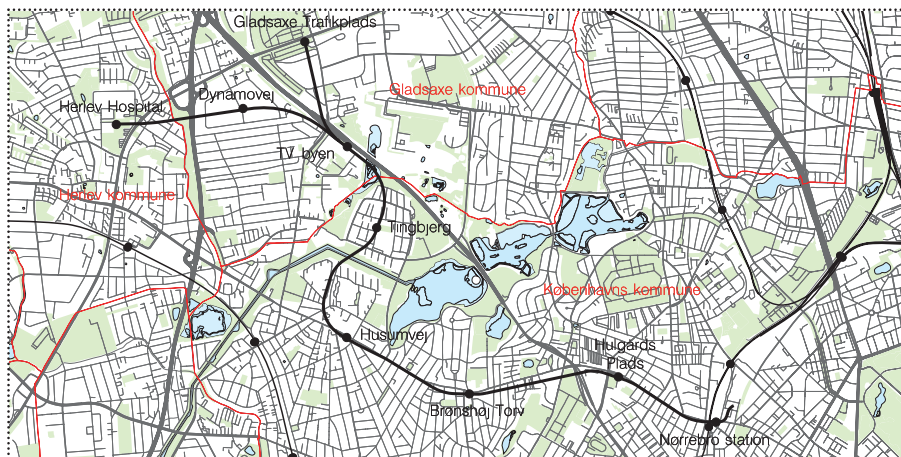 Gladsaxe Trafikplads
Gladsaxe kommune
Dynamovej
Herlev Hospital
TV byen
Herlev kommune
Tingbjerg
Københavns kommune
Husumvej
Hulgårds
Plads
Brønshøj Torv
Nørrebro station